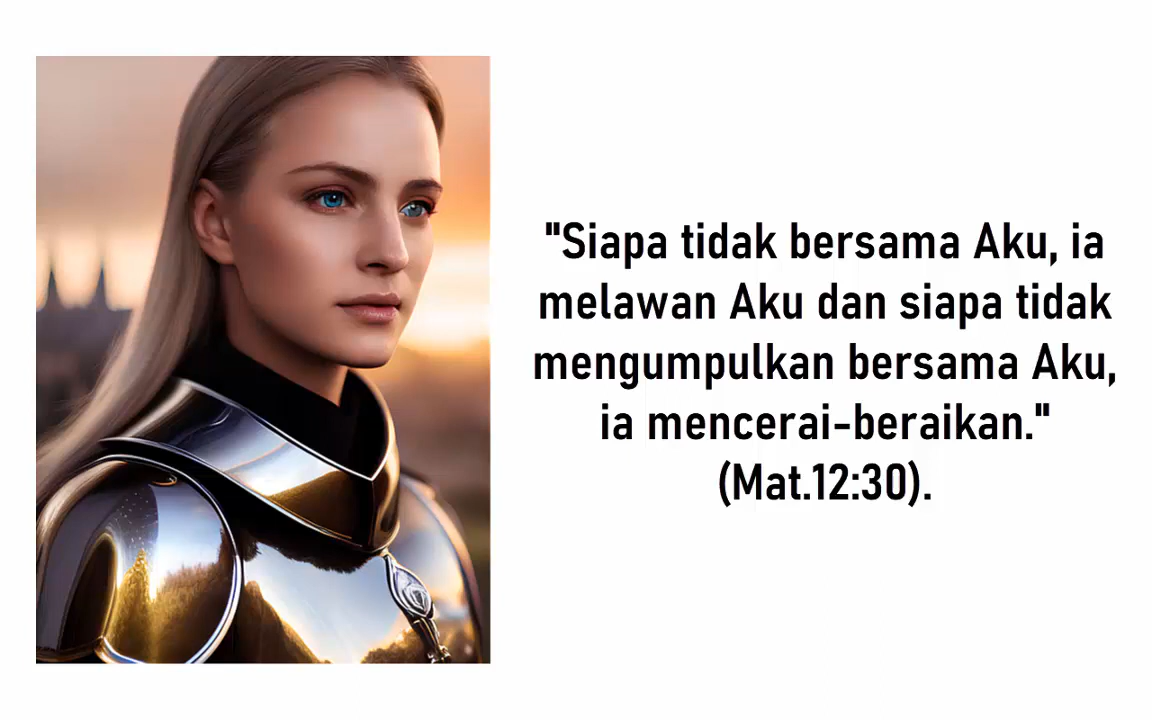 "Siapa tidak bersama Aku, ia
melawan Aku dan siapa tidak
mengumpulkan bersama Aku,
ia mencerai-beraikan."
(Mat.12:30).